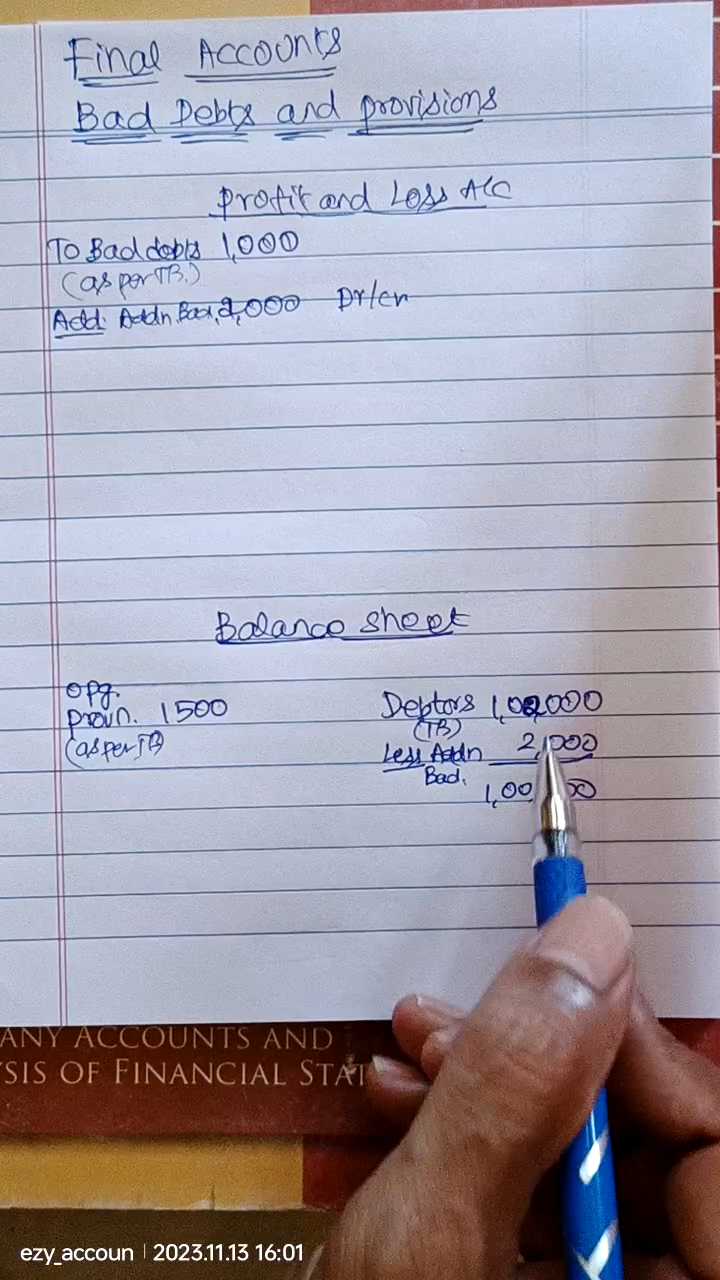 Final Accounts
Bad Debts and provisions
Profit and Loss A/C
To Bad debts 1,000
(as per TB.)
Add: Addn. Bad. 2,000 Dr/cr
Balance sheet
opg.
provn. 1500
(as per TB)
Debtors 1,02,000
(TB)
Less Addn 2,000
Bad.
1,00,
ANY ACCOUNTS AND
SIS OF FINANCIAL STAT
ezy_accoun | 2023.11.13 16:01